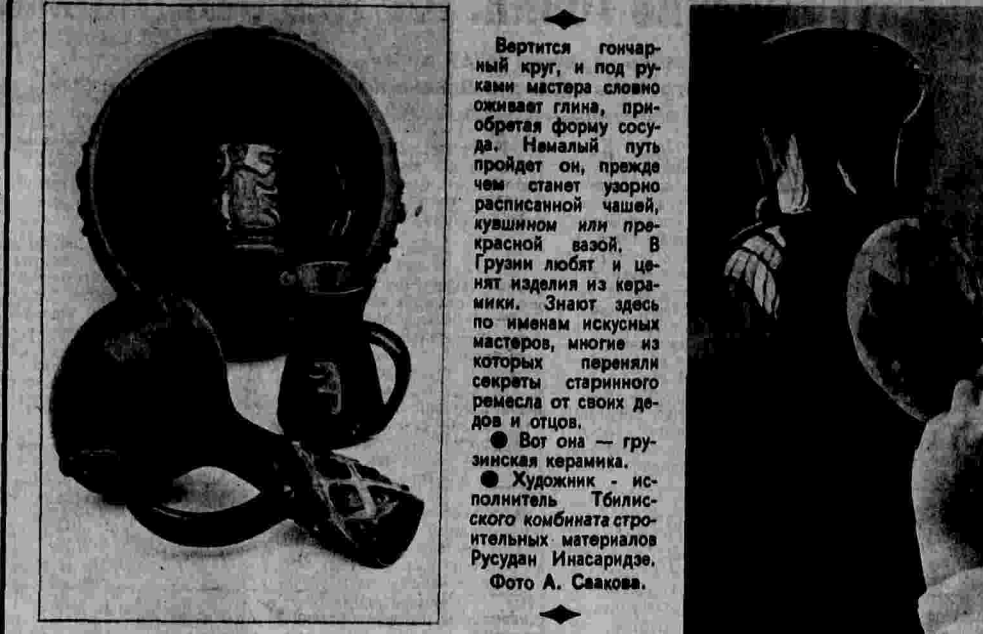 Вертится гончар-
ный круг, и под ру-
ками мастера словно
оживает глина, при-
обретая форму сосу-
да. Немалый путь
пройдет он, прежде
чем станет узорно
расписанной чашей,
кувшином или пре-
красной вазой. В
Грузии любят и це-
нят изделия из кера-
мики. Знают здесь
по именам искусных
мастеров, многие из
которых переняли
секреты старинного
ремесла от своих де-
дов и отцов.
● Вот она — гру-
зинская керамика.
● Художник - ис-
полнитель Тбилис-
ского комбината стро-
ительных материалов
Русудан Инасаридзе.
Фото А. Саакова.